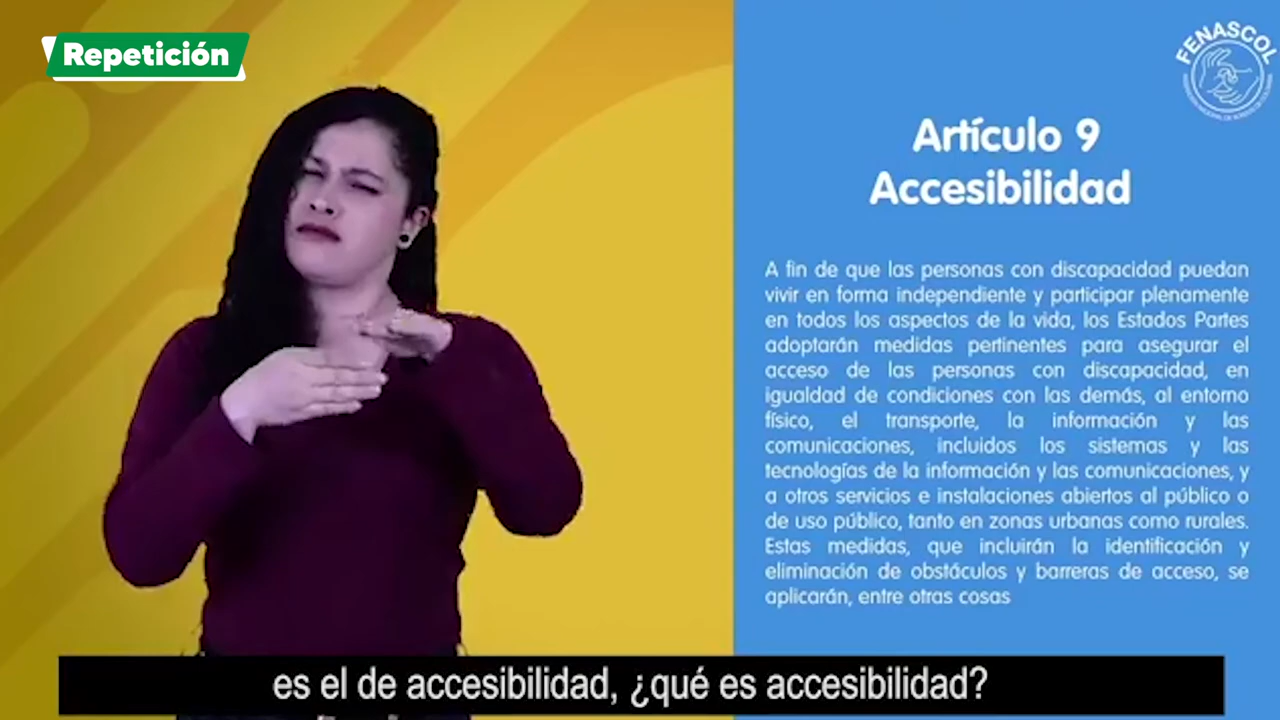 Repetición
FENASCOL
Artículo 9
Accesibilidad
A fin de que las personas con discapacidad puedan
vivir en forma independiente y participar plenamente
en todos los aspectos de la vida, los Estados Partes
adoptarán medidas pertinentes para asegurar el
acceso de las personas con discapacidad, en
igualdad de condiciones con las demás, al entorno
físico, el transporte, la información y las
comunicaciones, incluidos los sistemas y las
tecnologías de la información y las comunicaciones, y
a otros servicios e instalaciones abiertos al público o
de uso público, tanto en zonas urbanas como rurales.
Estas medidas, que incluirán la identificación y
eliminación de obstáculos y barreras de acceso, se
aplicarán, entre otras cosas
es el de accesibilidad, ¿qué es accesibilidad?